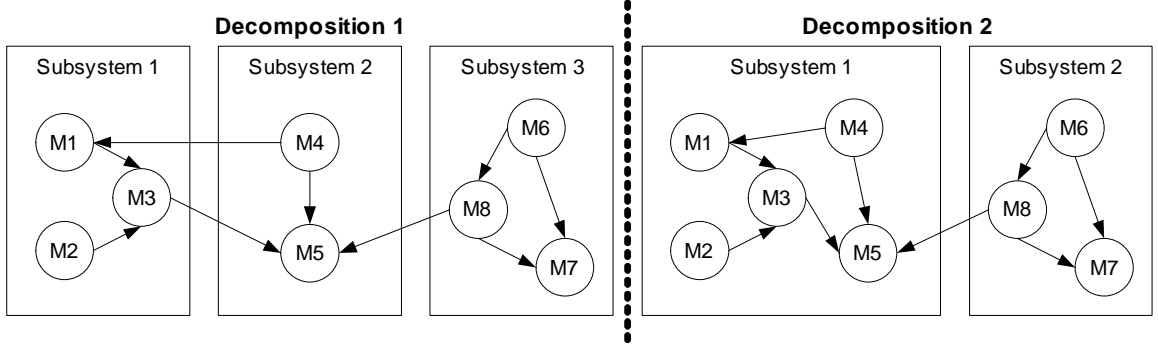 Decomposition 1
Subsystem 1
Subsystem 2
Subsystem 3
M1
M4
M6
M3
M8
M2
M5
M7
Decomposition 2
Subsystem 1
Subsystem 2
M1
M4
M6
M3
M8
M2
M5
M7